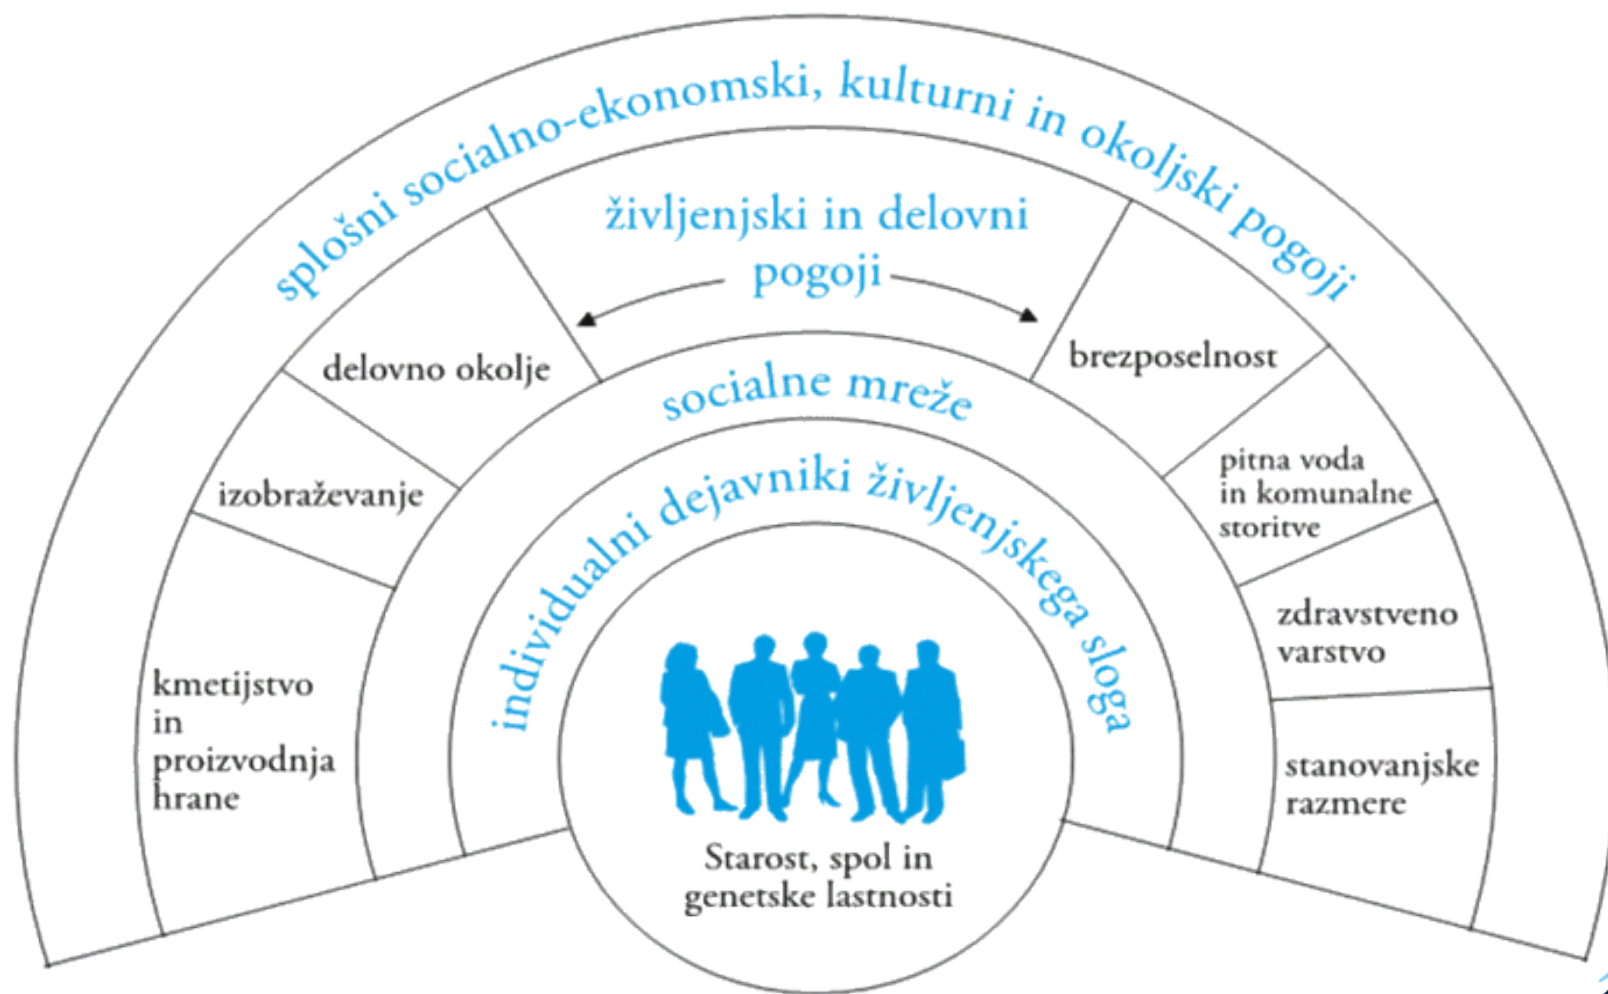 splošni socialno-ekonomski, kulturni in okoljski pogoji
življenjski in delovni
pogoji
delovno okolje
brezposelnost
socialne mreže
izobraževanje
pitna voda
in komunalne
storitve
individualni dejavniki življenjskega sloga
kmetijstvo
in
proizvodnja
hrane
zdravstveno
varstvo
stanovanjske
razmere
Starost, spol in
genetske lastnosti